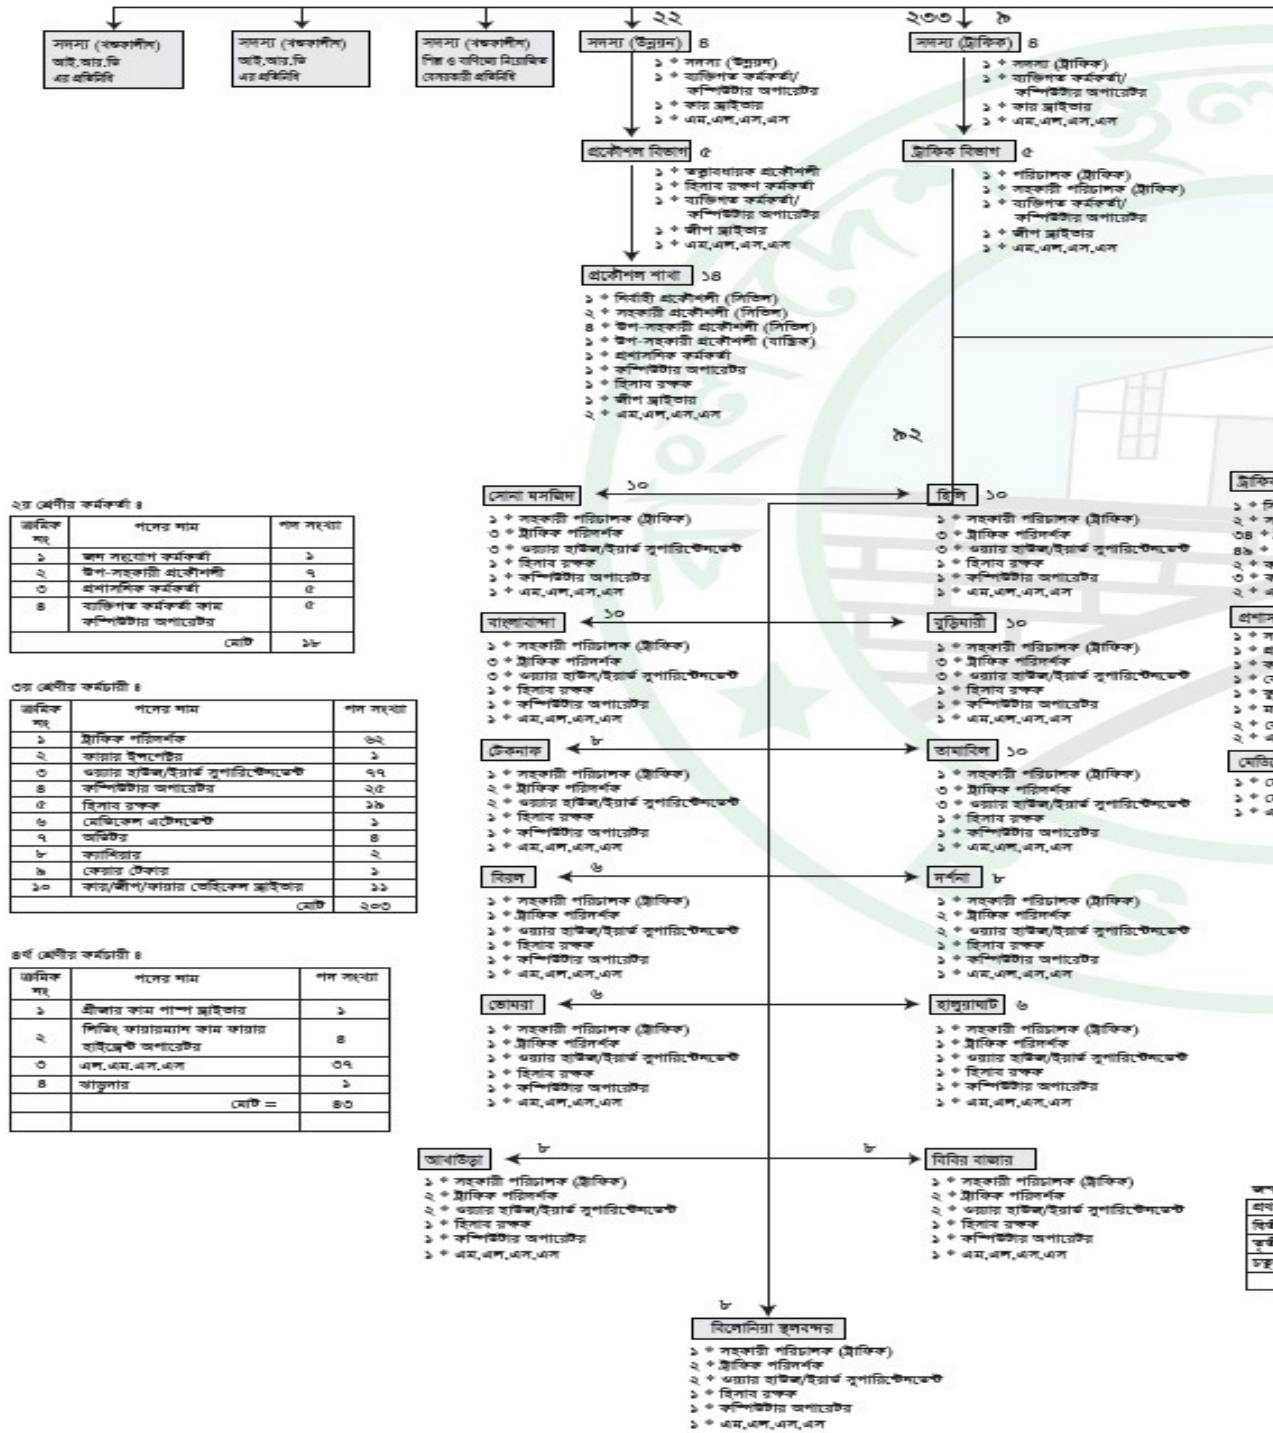 ২২
২৩৩ ৯
সদস্য (খন্ডকালীন)
আই.আর.ডি
এর প্রতিনিধি
সদস্য (খন্ডকালীন)
আই.আর.ডি
এর প্রতিনিধি
সদস্য (খন্ডকালীন)
শিল্প ও বাণিজ্যে নিয়োজিত
বেসরকারী প্রতিনিধি
সদস্য (উন্নয়ন) ৪
১ * সদস্য (উন্নয়ন)
১ * ব্যক্তিগত কর্মকর্তা/
কম্পিউটার অপারেটর
১ * কার ড্রাইভার
১ * এম,এল,এস,এস
প্রকৌশল বিভাগ ৫
১ * তত্ত্বাবধায়ক প্রকৌশলী
১ * হিসাব রক্ষণ কর্মকর্তা
১ * ব্যক্তিগত কর্মকর্তা/
কম্পিউটার অপারেটর
১ * জীপ ড্রাইভার
১ * এম,এল,এস,এস
প্রকৌশল শাখা ১৪
১ * নির্বাহী প্রকৌশলী (সিভিল)
২ * সহকারী প্রকৌশলী (সিভিল)
৪ * উপ-সহকারী প্রকৌশলী (সিভিল)
১ * উপ-সহকারী প্রকৌশলী (যান্ত্রিক)
১ * প্রশাসনিক কর্মকর্তা
১ * কম্পিউটার অপারেটর
১ * হিসাব রক্ষক
১ * জীপ ড্রাইভার
২ * এম,এল,এস,এস
সদস্য (ট্রাফিক) ৪
১ * সদস্য (ট্রাফিক)
১ * ব্যক্তিগত কর্মকর্তা/
কম্পিউটার অপারেটর
১ * কার ড্রাইভার
১ * এম,এল,এস,এস
ট্রাফিক বিভাগ ৫
১ * পরিচালক (ট্রাফিক)
১ * সহকারী পরিচালক (ট্রাফিক)
১ * ব্যক্তিগত কর্মকর্তা/
কম্পিউটার অপারেটর
১ * জীপ ড্রাইভার
১ * এম,এল,এস,এস
৯২
২য় শ্রেণীর কর্মকর্তা ঃ
ক্রমিক নং পদের নাম পদ সংখ্যা
১ জন সংযোগ কর্মকর্তা ১
২ উপ-সহকারী প্রকৌশলী ৭
৩ প্রশাসনিক কর্মকর্তা ৫
৪ ব্যক্তিগত কর্মকর্তা কাম ৫
কম্পিউটার অপারেটর
মোট ১৮
৩য় শ্রেণীর কর্মচারী ঃ
ক্রমিক নং পদের নাম পদ সংখ্যা
১ ট্রাফিক পরিদর্শক ৬২
২ ফায়ার ইন্সপেক্টর ১
৩ ওয়্যার হাউজ/ইয়ার্ড সুপারিন্টেনডেন্ট ৭৭
৪ কম্পিউটার অপারেটর ২৫
৫ হিসাব রক্ষক ১৯
৬ মেডিকেল এটেনডেন্ট ১
৭ অডিটর ৪
৮ ক্যাশিয়ার ২
৯ কেয়ার টেকার ১
১০ কার/জীপ/ফায়ার ভেহিকেল ড্রাইভার ১১
মোট ২০৩
৪র্থ শ্রেণীর কর্মচারী ঃ
ক্রমিক নং পদের নাম পদ সংখ্যা
১ গ্রীজার কাম পাম্প ড্রাইভার ১
২ লিডিং ফায়ারম্যান কাম ফায়ার
হাইড্রেন্ট অপারেটর ৪
৩ এল.এম.এস.এস ৩৭
৪ ঝাড়ুদার ১
মোট = ৪৩
সোনা মসজিদ ১০
১ * সহকারী পরিচালক (ট্রাফিক)
৩ * ট্রাফিক পরিদর্শক
৩ * ওয়্যার হাউজ/ইয়ার্ড সুপারিন্টেনডেন্ট
১ * হিসাব রক্ষক
১ * কম্পিউটার অপারেটর
১ * এম,এল,এস,এস
হিলি ১০
১ * সহকারী পরিচালক (ট্রাফিক)
৩ * ট্রাফিক পরিদর্শক
৩ * ওয়্যার হাউজ/ইয়ার্ড সুপারিন্টেনডেন্ট
১ * হিসাব রক্ষক
১ * কম্পিউটার অপারেটর
১ * এম,এল,এস,এস
বাংলাবান্দা ১০
১ * সহকারী পরিচালক (ট্রাফিক)
৩ * ট্রাফিক পরিদর্শক
৩ * ওয়্যার হাউস/ইয়ার্ড সুপারিন্টেনডেন্ট
১ * হিসাব রক্ষক
১ * কম্পিউটার অপারেটর
১ * এম,এল,এস,এস
বুড়িমারী ১০
১ * সহকারী পরিচালক (ট্রাফিক)
৩ * ট্রাফিক পরিদর্শক
৩ * ওয়্যার হাউজ/ইয়ার্ড সুপারিন্টেনডেন্ট
১ * হিসাব রক্ষক
১ * কম্পিউটার অপারেটর
১ * এম,এল,এস,এস
টেকনাফ ৮
১ * সহকারী পরিচালক (ট্রাফিক)
২ * ট্রাফিক পরিদর্শক
২ * ওয়্যার হাউজ/ইয়ার্ড সুপারিন্টেনডেন্ট
১ * হিসাব রক্ষক
১ * কম্পিউটার অপারেটর
১ * এম,এল,এস,এস
তামাবিল ১০
১ * সহকারী পরিচালক (ট্রাফিক)
৩ * ট্রাফিক পরিদর্শক
৩ * ওয়্যার হাউজ/ইয়ার্ড সুপারিন্টেনডেন্ট
১ * হিসাব রক্ষক
১ * কম্পিউটার অপারেটর
১ * এম,এল,এস,এস
বিরল ৬
১ * সহকারী পরিচালক (ট্রাফিক)
১ * ট্রাফিক পরিদর্শক
১ * ওয়্যার হাউজ/ইয়ার্ড সুপারিন্টেনডেন্ট
১ * হিসাব রক্ষক
১ * কম্পিউটার অপারেটর
১ * এম,এল,এস,এস
দর্শনা ৮
১ * সহকারী পরিচালক (ট্রাফিক)
২ * ট্রাফিক পরিদর্শক
২ * ওয়্যার হাউজ/ইয়ার্ড সুপারিন্টেনডেন্ট
১ * হিসাব রক্ষক
১ * কম্পিউটার অপারেটর
১ * এম,এল,এস,এস
ভোমরা ৬
১ * সহকারী পরিচালক (ট্রাফিক)
১ * ট্রাফিক পরিদর্শক
১ * ওয়্যার হাউজ/ইয়ার্ড সুপারিন্টেনডেন্ট
১ * হিসাব রক্ষক
১ * কম্পিউটার অপারেটর
১ * এম,এল,এস,এস
হালুয়াঘাট ৬
১ * সহকারী পরিচালক (ট্রাফিক)
১ * ট্রাফিক পরিদর্শক
১ * ওয়্যার হাউজ/ইয়ার্ড সুপারিন্টেনডেন্ট
১ * হিসাব রক্ষক
১ * কম্পিউটার অপারেটর
১ * এম,এল,এস,এস
আখাউড়া ৮
১ * সহকারী পরিচালক (ট্রাফিক)
২ * ট্রাফিক পরিদর্শক
২ * ওয়্যার হাউজ/ইয়ার্ড সুপারিন্টেনডেন্ট
১ * হিসাব রক্ষক
১ * কম্পিউটার অপারেটর
১ * এম,এল,এস,এস
৮ বিবির বাজার
১ * সহকারী পরিচালক (ট্রাফিক)
২ * ট্রাফিক পরিদর্শক
২ * ওয়্যার হাউজ/ইয়ার্ড সুপারিন্টেনডেন্ট
১ * হিসাব রক্ষক
১ * কম্পিউটার অপারেটর
১ * এম,এল,এস,এস
৮
বিলোনিয়া স্থলবন্দর
১ * সহকারী পরিচালক (ট্রাফিক)
২ * ট্রাফিক পরিদর্শক
২ * ওয়্যার হাউজ/ইয়ার্ড সুপারিন্টেনডেন্ট
১ * হিসাব রক্ষক
১ * কম্পিউটার অপারেটর
১ * এম,এল,এস,এস